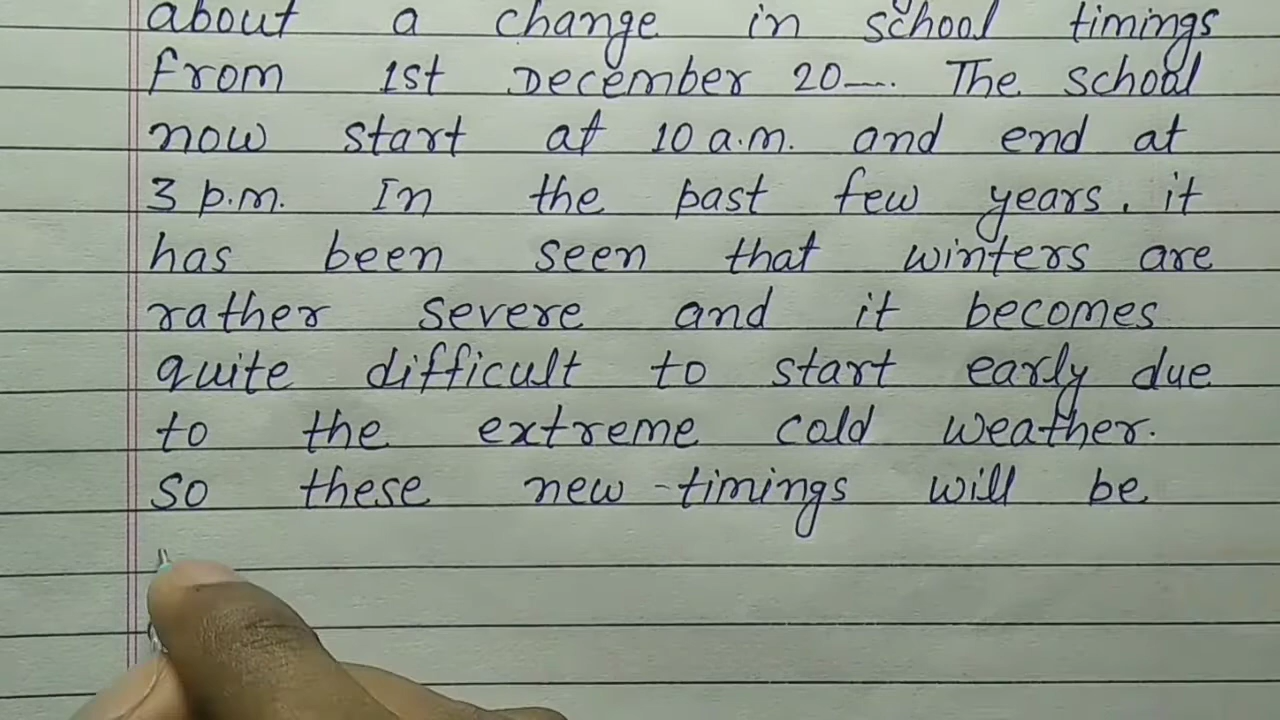 about a change in school timings
from 1st December 20—. The school
now start at 10 a.m. and end at
3 p.m. In the past few years, it
has been seen that winters are
rather severe and it becomes
quite difficult to start early due
to the extreme cold weather.
So these new timings will be